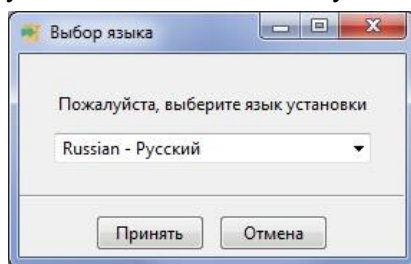 Выбор языка
Пожалуйста, выберите язык установки
Russian - Русский
Принять Отмена